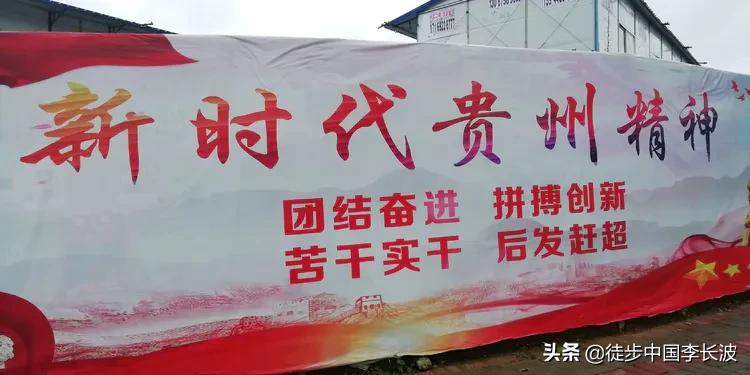 新时代贵州精神
团结奋进 拼搏创新
苦干实干 后发赶超
头条 @徒步中国李长波